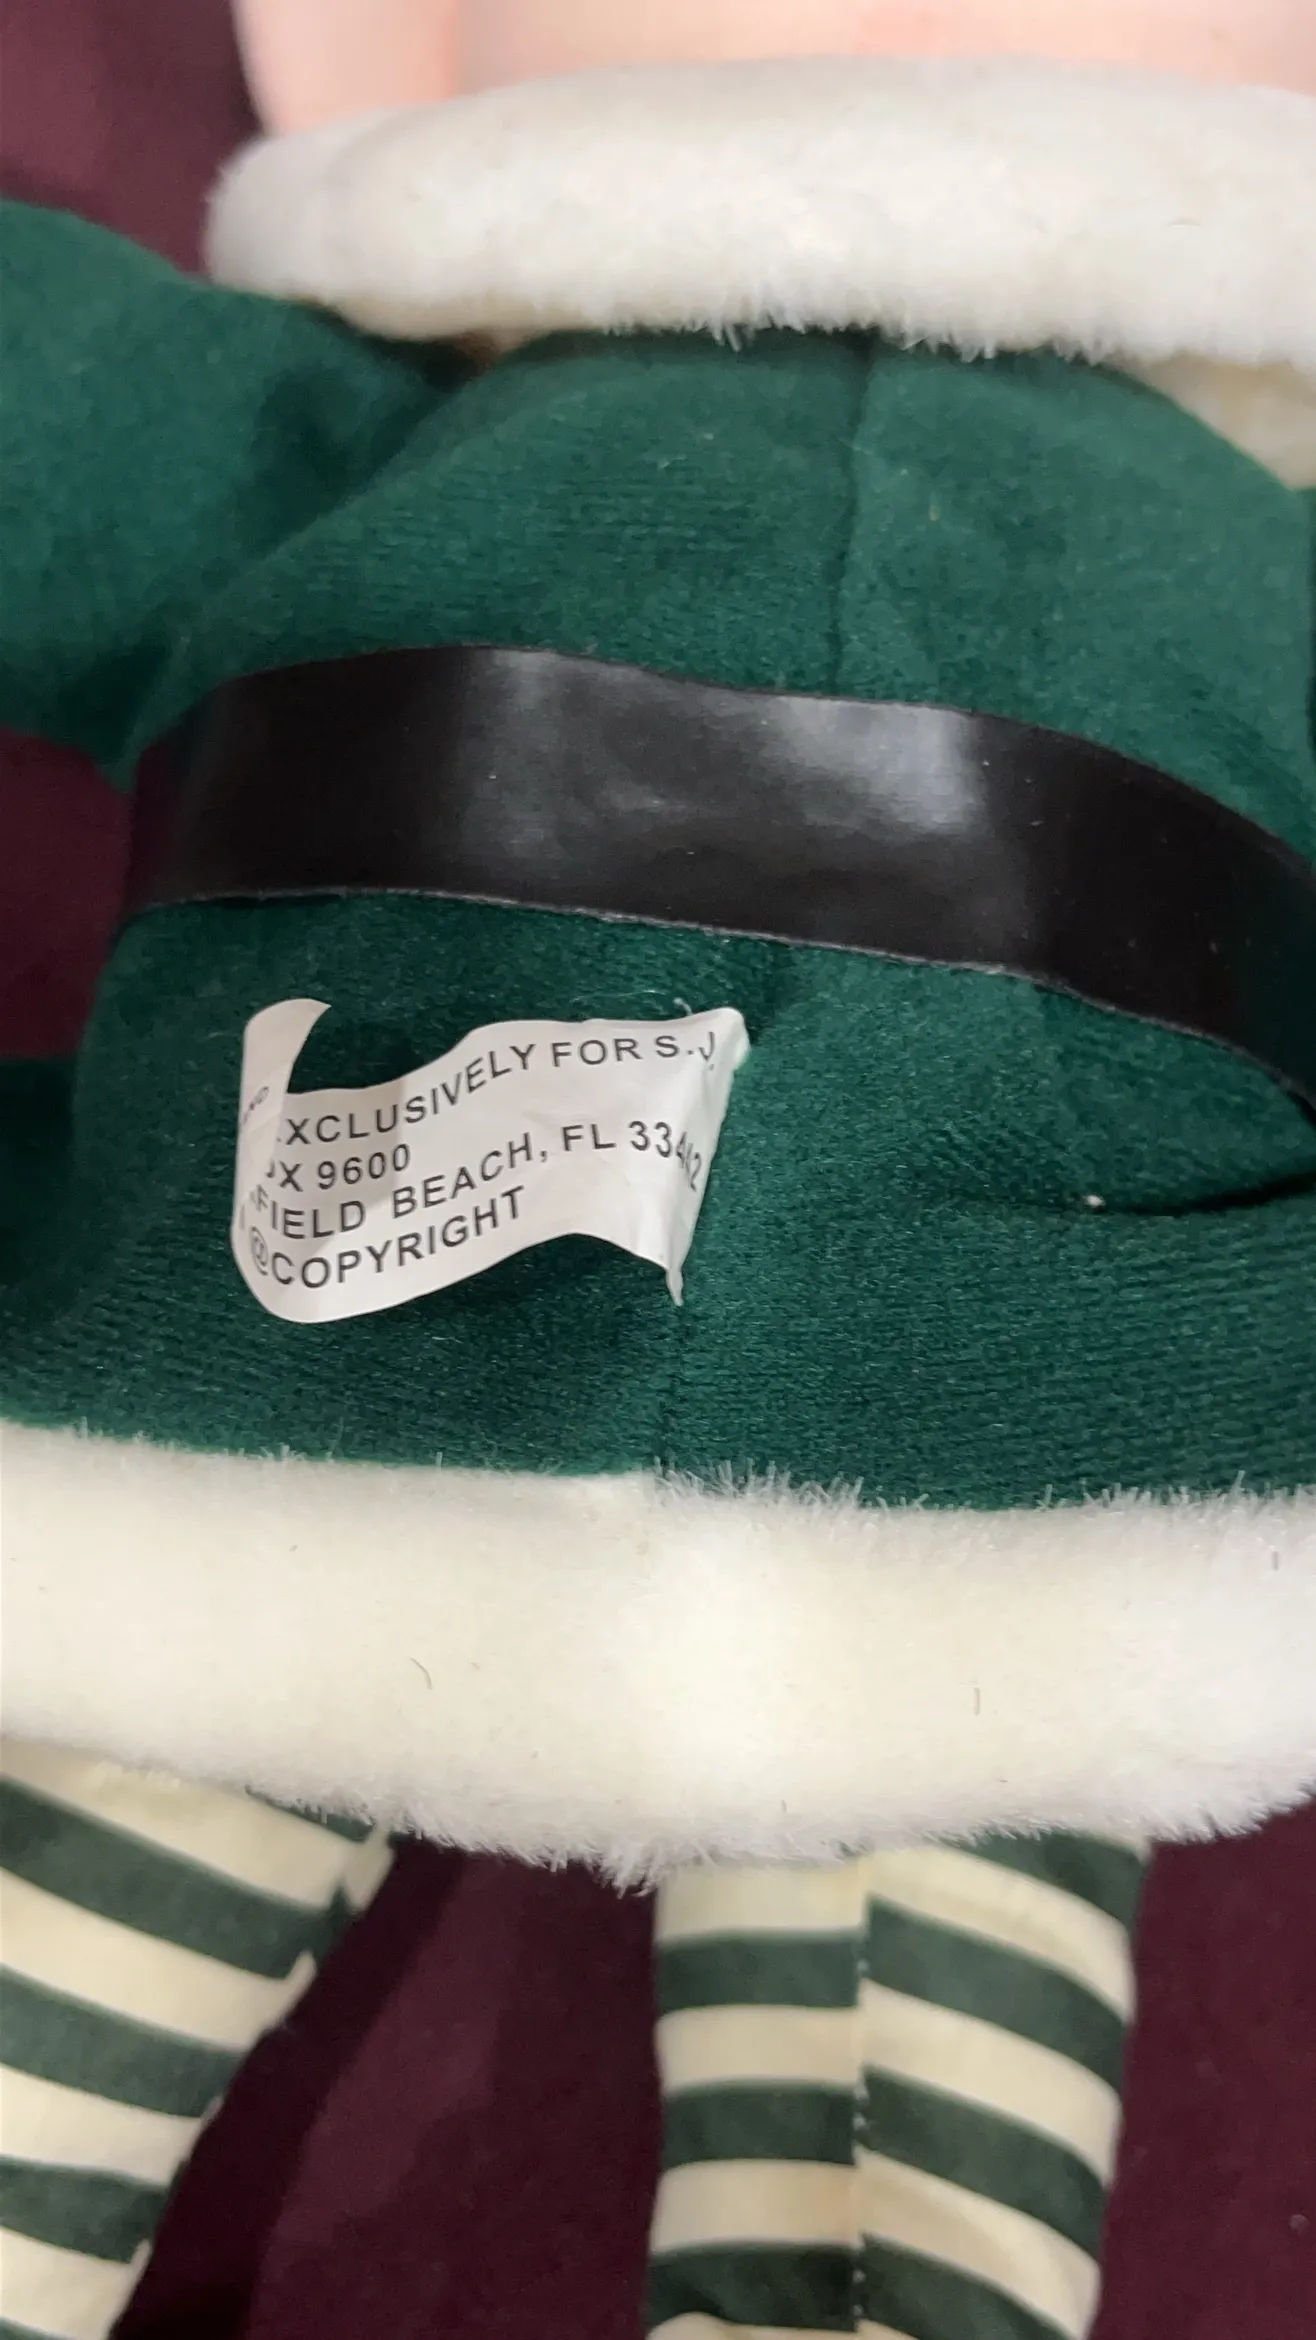 XCLUSIVELY FOR S.J
X 9600
FIELD BEACH, FL 33442
@COPYRIGHT